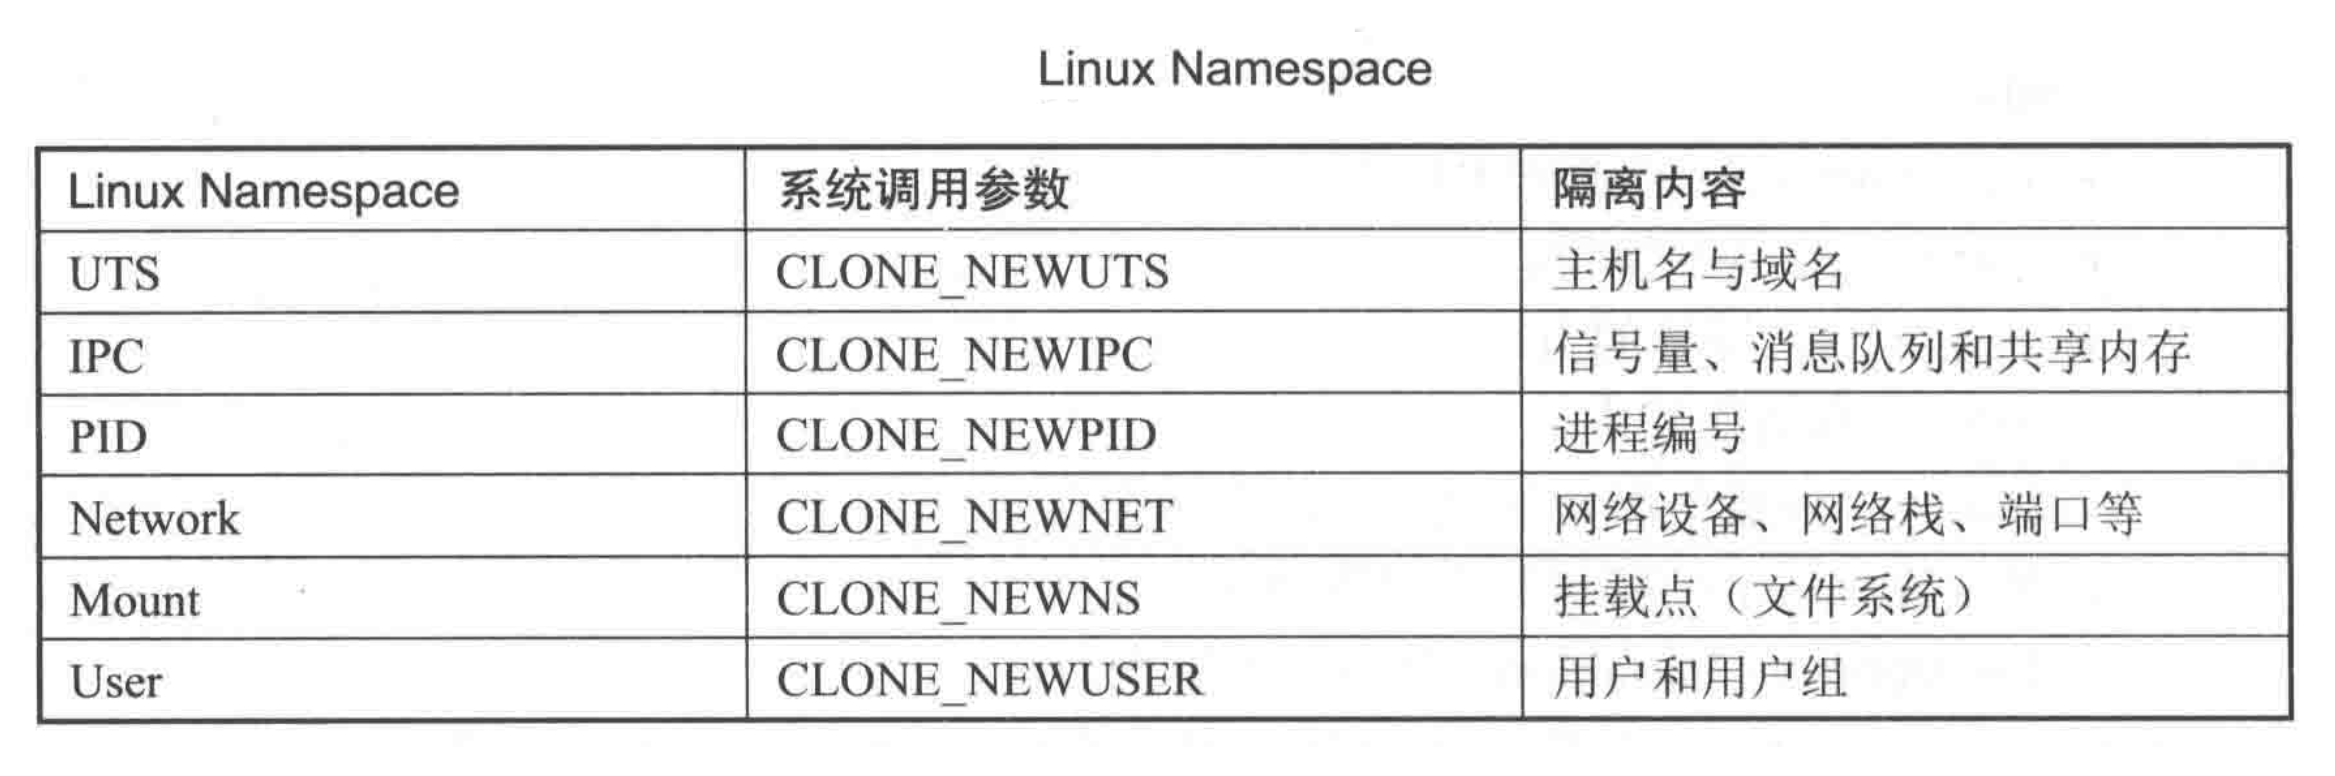 Linux Namespace
Linux Namespace 系统调用参数 隔离内容
UTS CLONE_NEWUTS 主机名与域名
IPC CLONE_NEWIPC 信号量、消息队列和共享内存
PID CLONE_NEWPID 进程编号
Network CLONE_NEWNET 网络设备、网络栈、端口等
Mount CLONE_NEWNS 挂载点（文件系统）
User CLONE_NEWUSER 用户和用户组